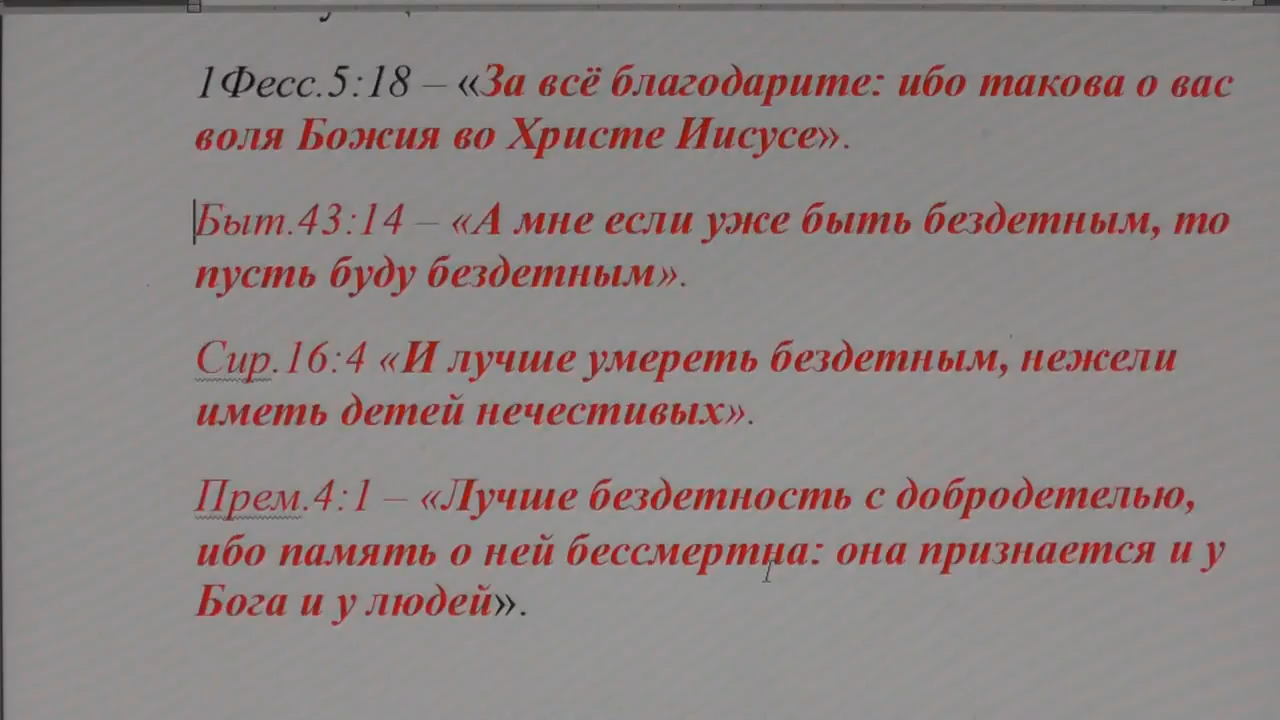 1Фесс.5:18 – «За всё благодарите: ибо такова о вас
воля Божия во Христе Иисусе».
Быт.43:14 – «А мне если уже быть бездетным, то
пусть буду бездетным».
Сир.16:4 «И лучше умереть бездетным, нежели
иметь детей нечестивых».
Прем.4:1 – «Лучше бездетность с добродетелью,
ибо память о ней бессмертна: она признается и у
Бога и у людей».